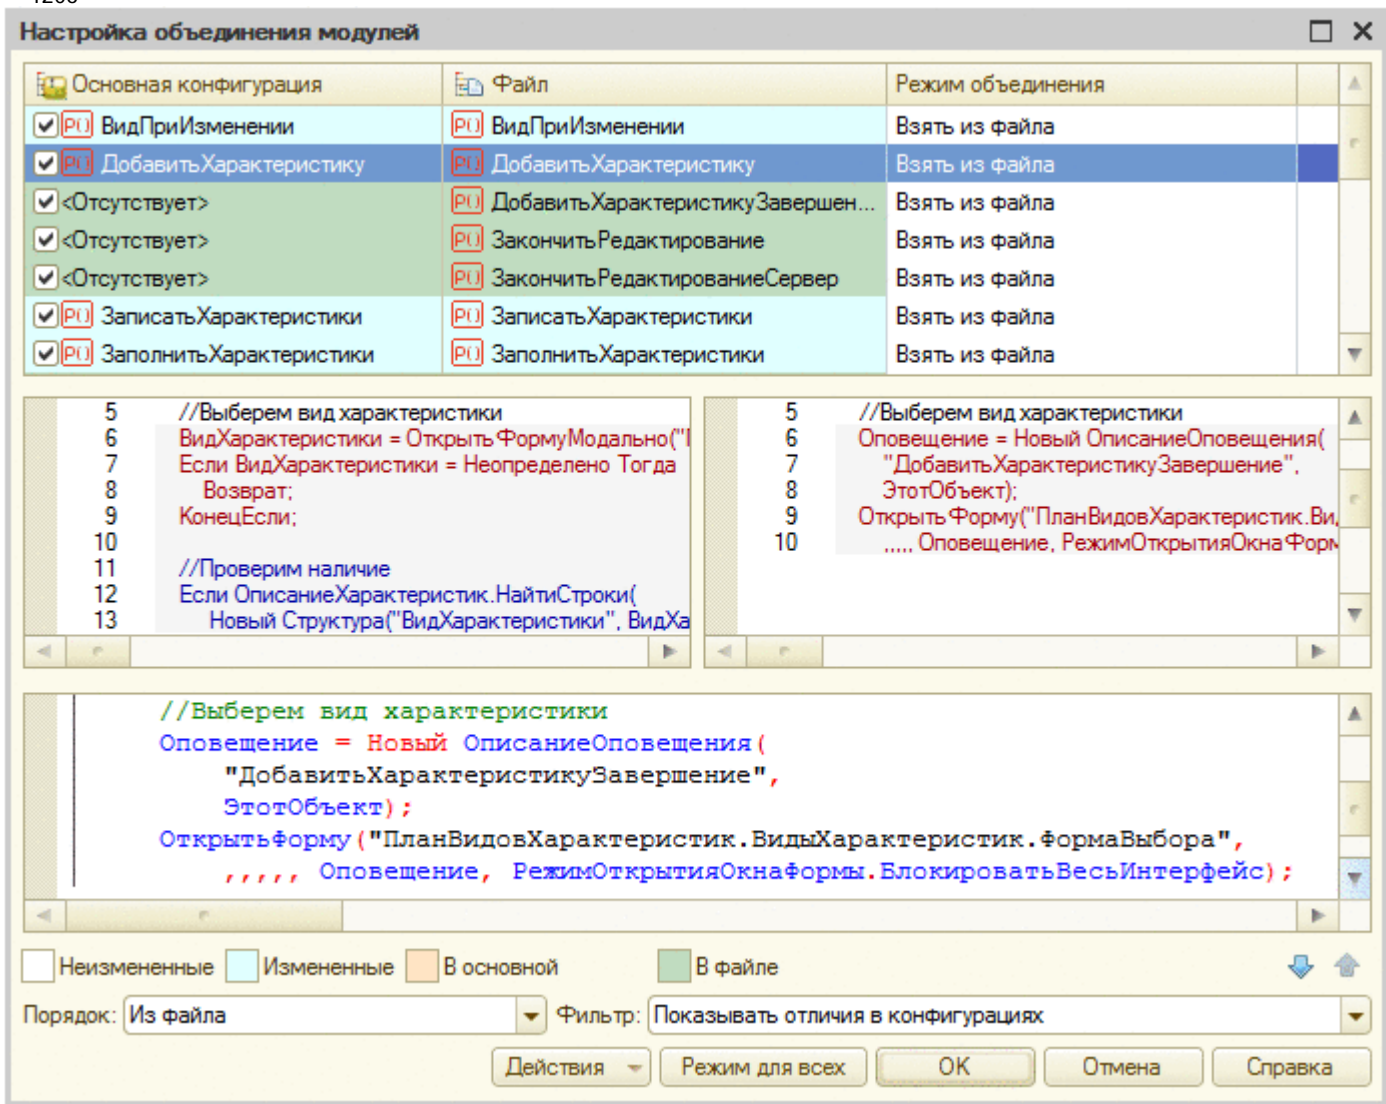 Настройка объединения модулей
Основная конфигурация Файл Режим объединения
P() ВидПриИзменении P() ВидПриИзменении Взять из файла
P() ДобавитьХарактеристику P() ДобавитьХарактеристику Взять из файла
<Отсутствует> P() ДобавитьХарактеристикуЗавершен... Взять из файла
<Отсутствует> P() ЗакончитьРедактирование Взять из файла
<Отсутствует> P() ЗакончитьРедактированиеСервер Взять из файла
P() ЗаписатьХарактеристики P() ЗаписатьХарактеристики Взять из файла
P() ЗаполнитьХарактеристики P() ЗаполнитьХарактеристики Взять из файла
5 //Выберем вид характеристики
6 ВидХарактеристики = ОткрытьФормуМодально("
7 Если ВидХарактеристики = Неопределено Тогда
8 Возврат;
9 КонецЕсли;
10
11 //Проверим наличие
12 Если ОписаниеХарактеристик.НайтиСтроки(
13 Новый Структура("ВидХарактеристики", ВидХа
5 //Выберем вид характеристики
6 Оповещение = Новый ОписаниеОповещения(
7 "ДобавитьХарактеристикуЗавершение",
8 ЭтотОбъект);
9 ОткрытьФорму("ПланВидовХарактеристик.Ви
10 ,,,,, Оповещение, РежимОткрытияОкнаФорм
//Выберем вид характеристики
Оповещение = Новый ОписаниеОповещения(
"ДобавитьХарактеристикуЗавершение",
ЭтотОбъект);
ОткрытьФорму("ПланВидовХарактеристик.ВидыХарактеристик.ФормаВыбора",
,,,,, Оповещение, РежимОткрытияОкнаФормы.БлокироватьВесьИнтерфейс);
Неизмененные Измененные В основной В файле
Порядок: Из файла Фильтр: Показывать отличия в конфигурациях
Действия Режим для всех OK Отмена Справка